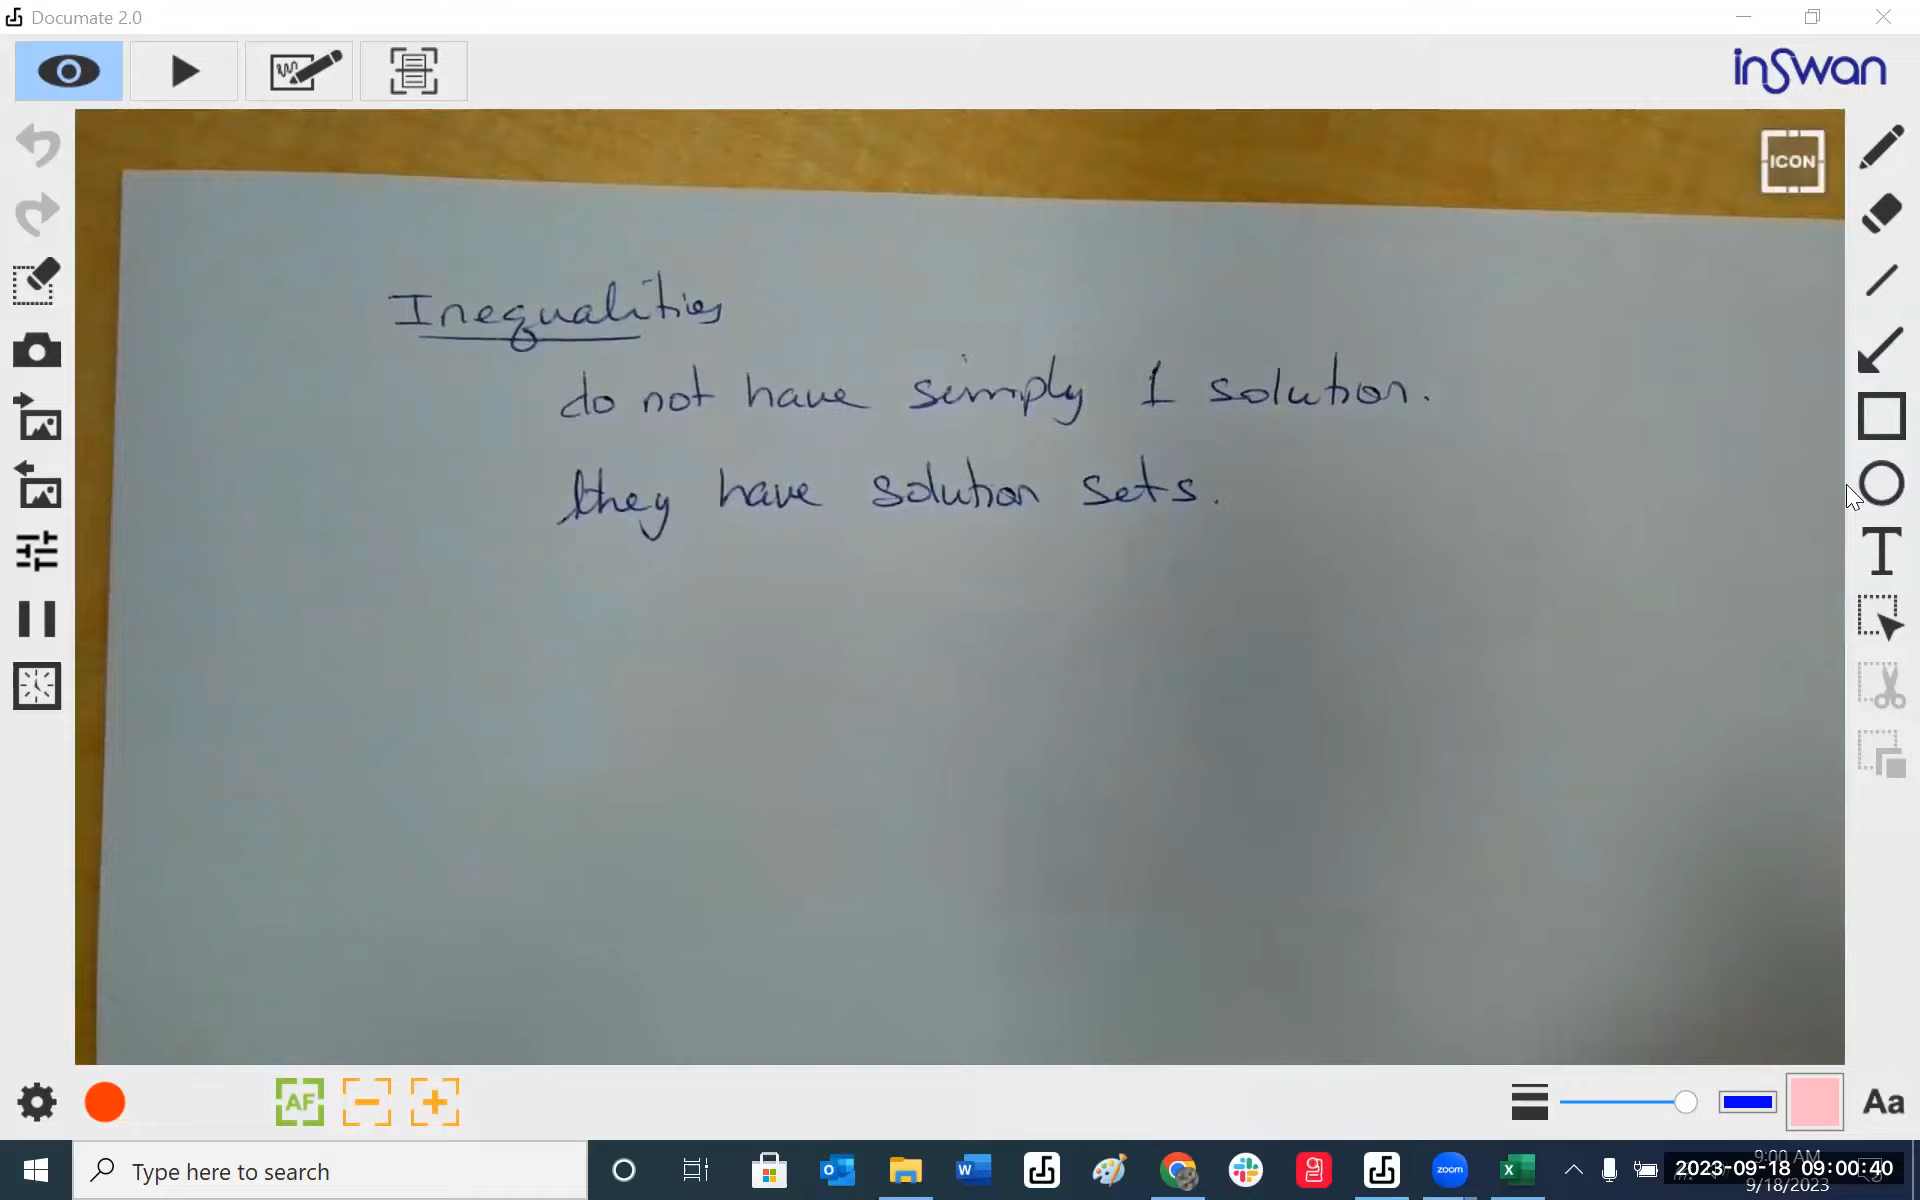 Documate 2.0
inSwan
ICON
Inequalities
do not have simply 1 solution.
they have solution sets.
T
AF
Aa
Type here to search
zoom
9:00 AM
2023-09-18 09:00:40
9/18/2023